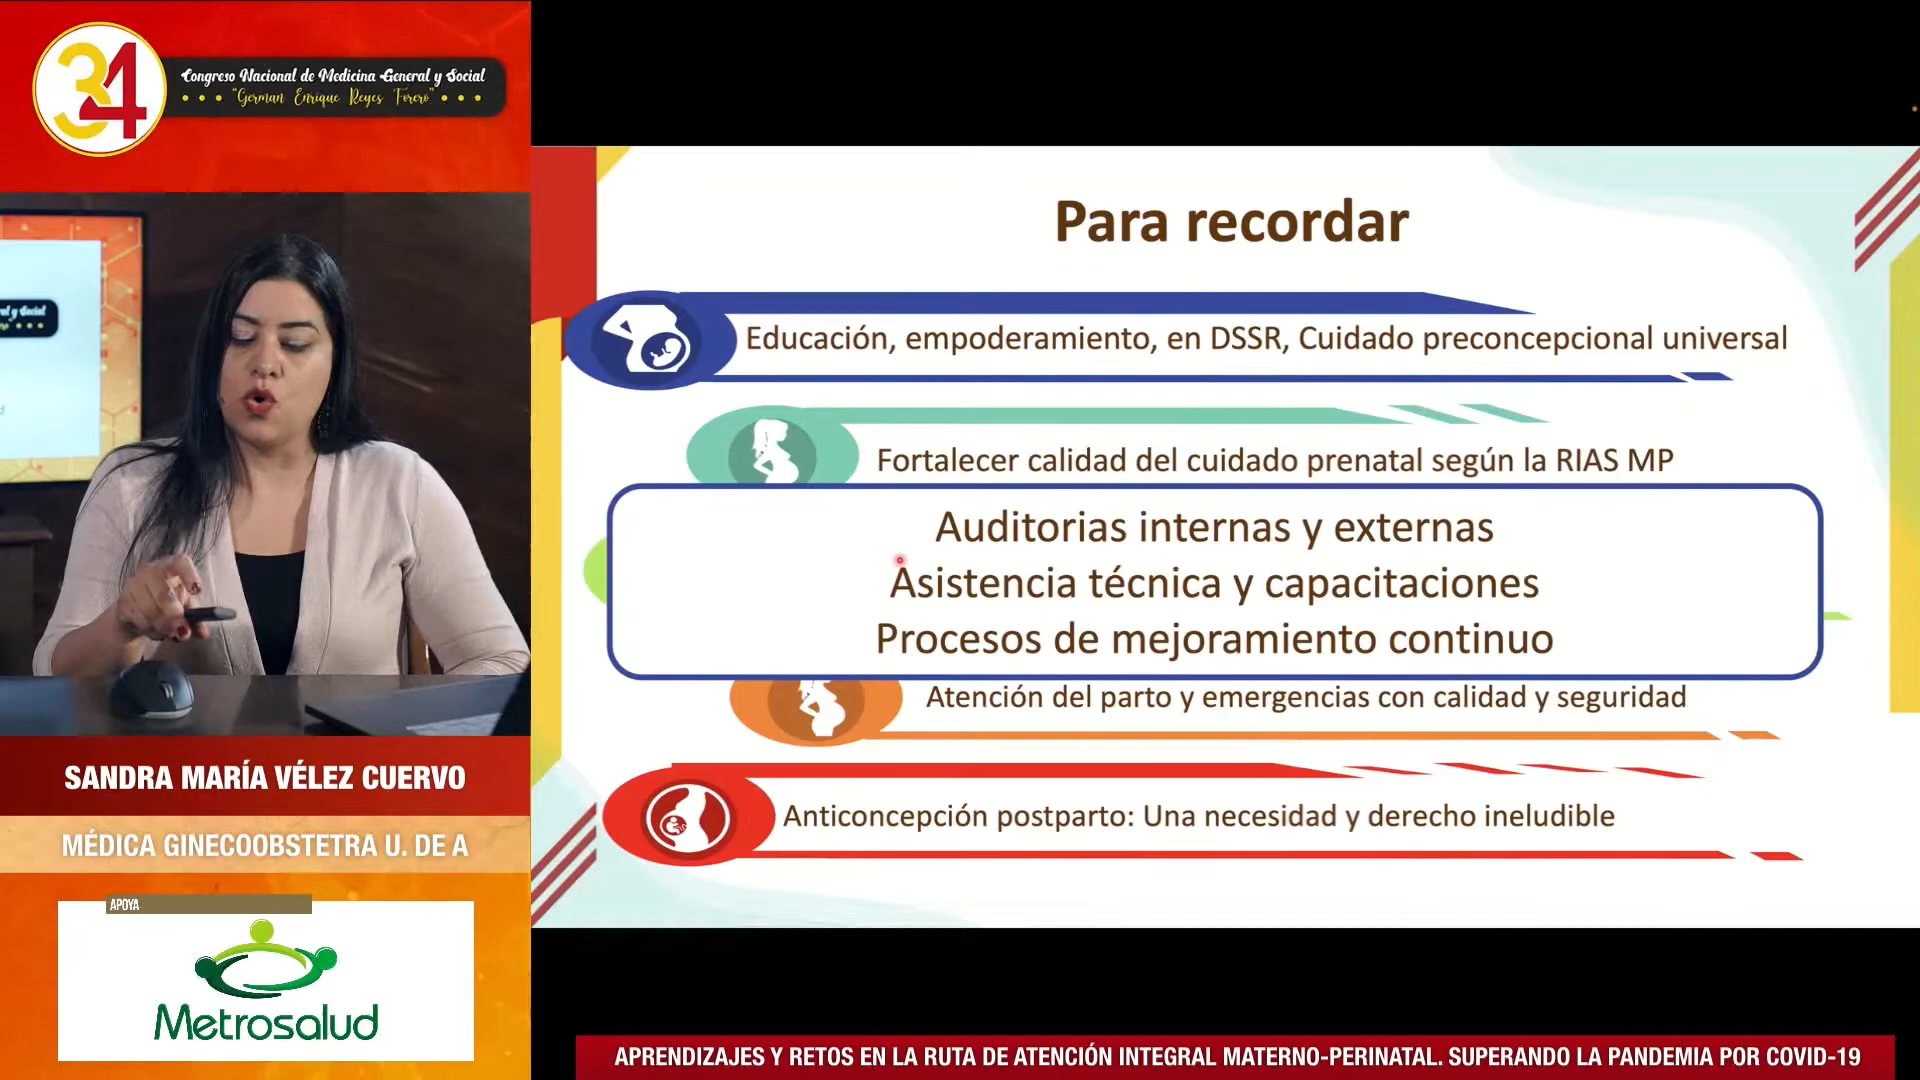 34
Congreso Nacional de Medicina General y Social
"German Enrique Reyes Forero"
al y Social
SANDRA MARÍA VÉLEZ CUERVO
MÉDICA GINECOOBSTETRA U. DE A
APOYA
Metrosalud
Para recordar
Educación, empoderamiento, en DSSR, Cuidado preconcepcional universal
Fortalecer calidad del cuidado prenatal según la RIAS MP
Auditorias internas y externas
Asistencia técnica y capacitaciones
Procesos de mejoramiento continuo
Atención del parto y emergencias con calidad y seguridad
Anticoncepción postparto: Una necesidad y derecho ineludible
APRENDIZAJES Y RETOS EN LA RUTA DE ATENCIÓN INTEGRAL MATERNO-PERINATAL. SUPERANDO LA PANDEMIA POR COVID-19